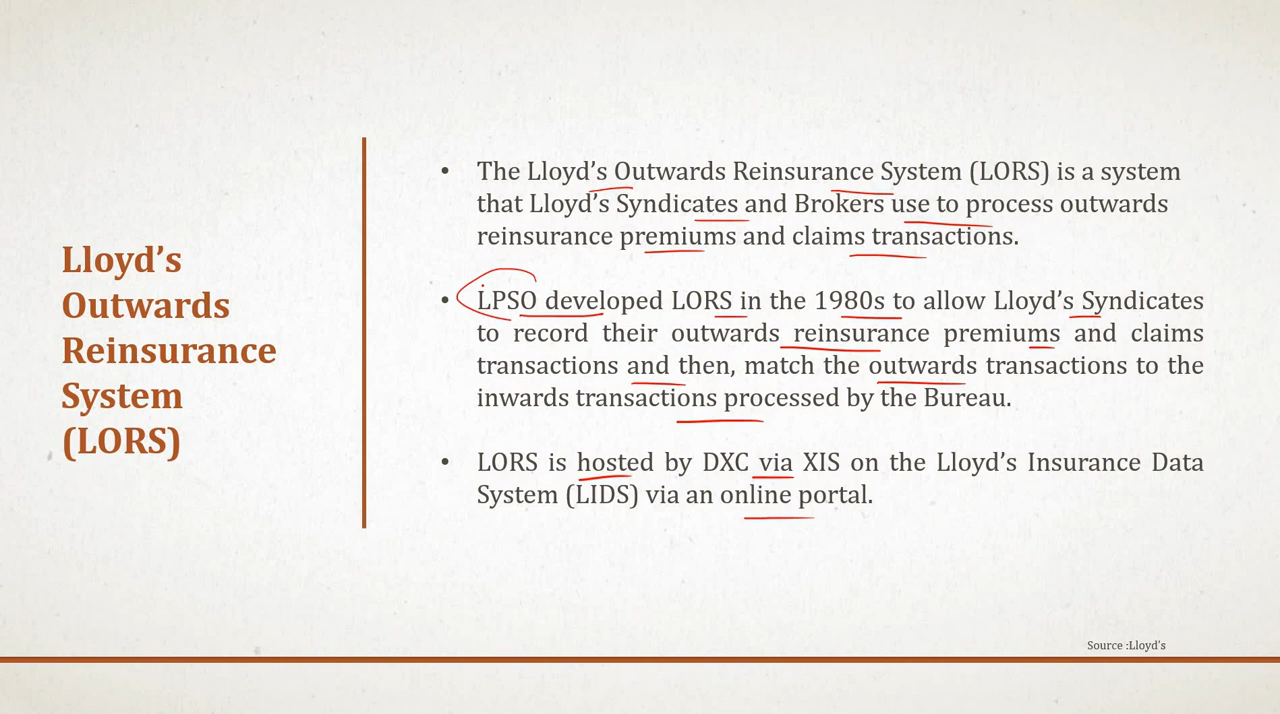 Lloyd's
Outwards
Reinsurance
System
(LORS)
• The Lloyd's Outwards Reinsurance System (LORS) is a system
that Lloyd's Syndicates and Brokers use to process outwards
reinsurance premiums and claims transactions.
• LPSO developed LORS in the 1980s to allow Lloyd's Syndicates
to record their outwards reinsurance premiums and claims
transactions and then, match the outwards transactions to the
inwards transactions processed by the Bureau.
• LORS is hosted by DXC via XIS on the Lloyd's Insurance Data
System (LIDS) via an online portal.
Source :Lloyd's